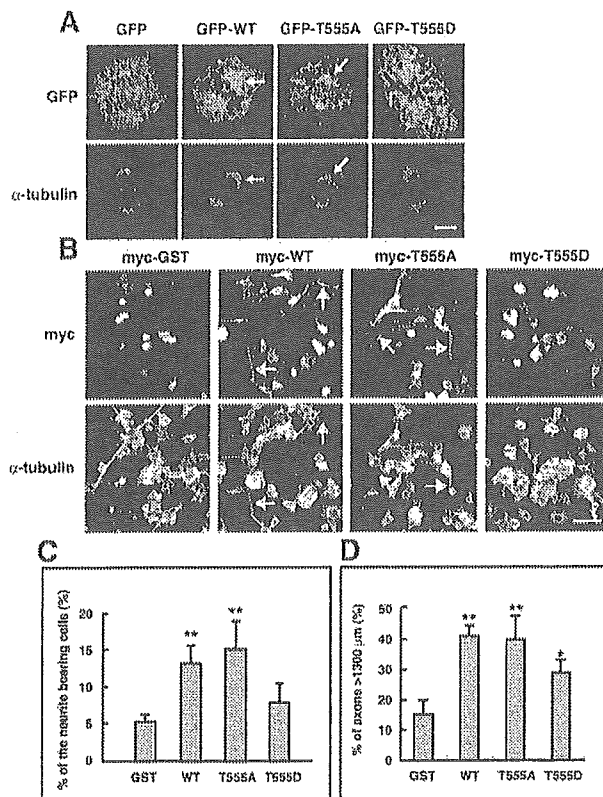 A
GFP GFP-WT GFP-T555A GFP-T555D
GFP
α-tubulin
B
myc-GST myc-WT myc-T555A myc-T555D
myc
α-tubulin
C
% of the neurite bearing cells (%)
20
15
10
5
0
** **
GST WT T555A T555D
D
% of axons >1300 μm (%)
50
40
30
20
10
0
** ** *
GST WT T555A T555D